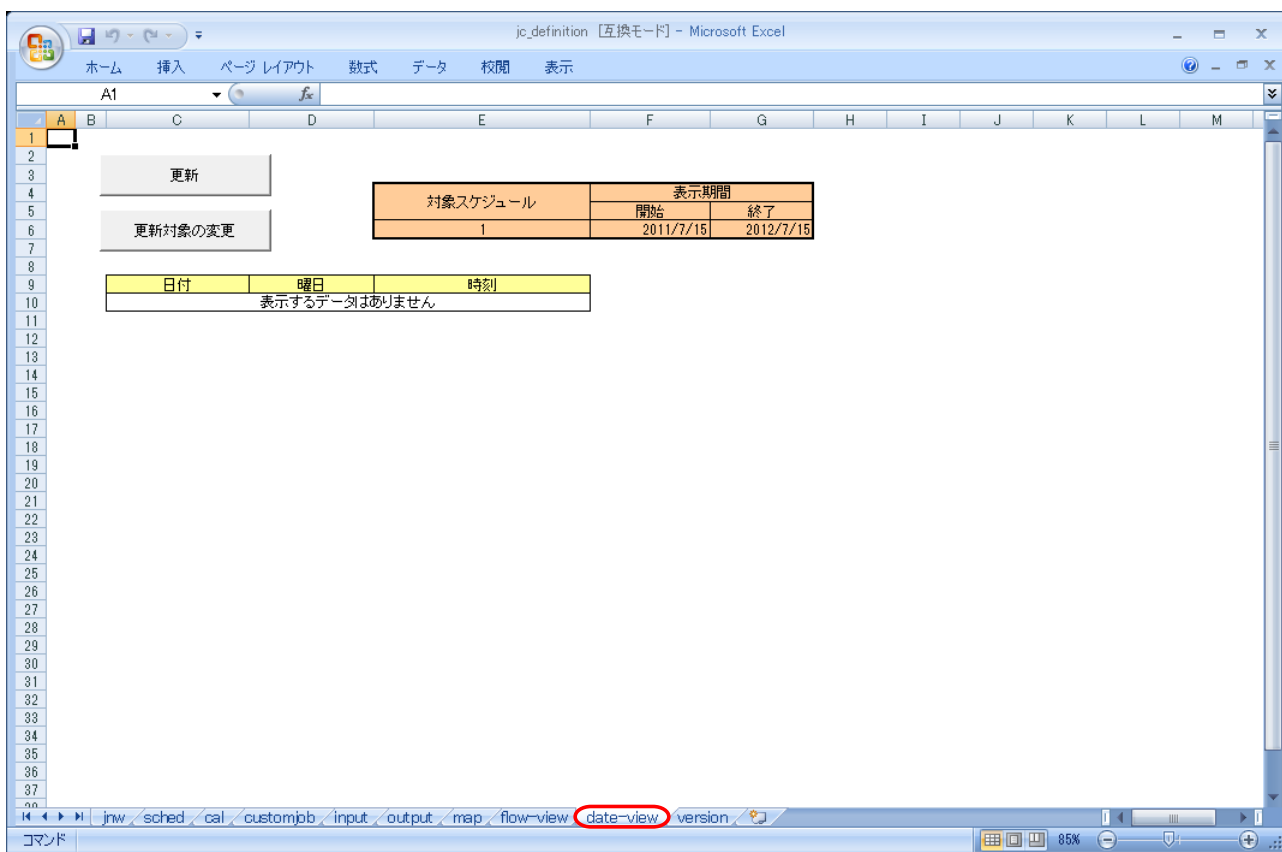 jc_definition [互換モード] - Microsoft Excel
ホーム 挿入 ページ レイアウト 数式 データ 校閲 表示
A1 fx
A B C D E F G H I J K L M
1
2
3 更新
4 対象スケジュール 表示期間
5 開始 終了
6 更新対象の変更 1 2011/7/15 2012/7/15
7
8
9 日付 曜日 時刻
10 表示するデータはありません
11
12
13
14
15
16
17
18
19
20
21
22
23
24
25
26
27
28
29
30
31
32
33
34
35
36
37
jnw sched cal customjob input output map flow-view date-view version
コマンド 85%